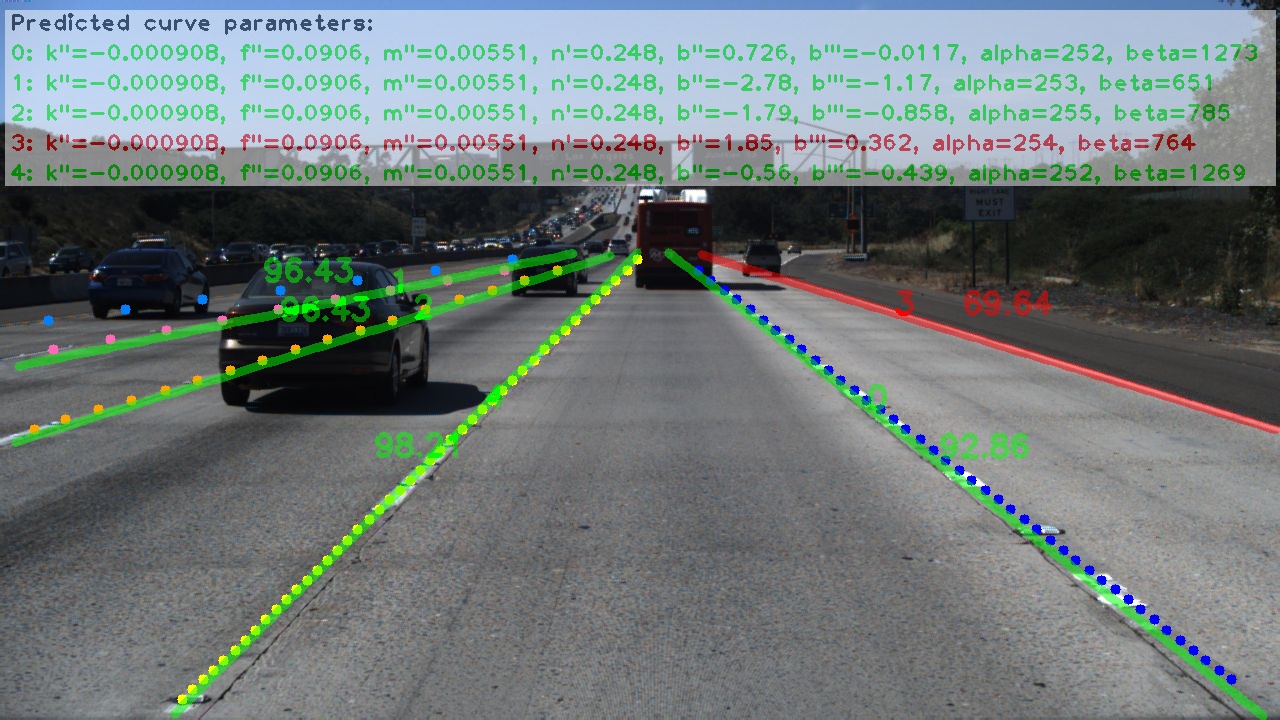 Predicted curve parameters:
0: k''=-0.000908, f''=0.0906, m''=0.00551, n'=0.248, b''=0.726, b'''=-0.0117, alpha=252, beta=1273
1: k''=-0.000908, f''=0.0906, m''=0.00551, n'=0.248, b''=-2.78, b'''=-1.17, alpha=253, beta=651
2: k''=-0.000908, f''=0.0906, m''=0.00551, n'=0.248, b''=-1.79, b'''=-0.858, alpha=255, beta=785
3: k''=-0.000908, f''=0.0906, m''=0.00551, n'=0.248, b''=1.85, b'''=0.362, alpha=254, beta=764
4: k''=-0.000908, f''=0.0906, m''=0.00551, n'=0.248, b''=-0.56, b'''=-0.439, alpha=252, beta=1269
RIGHT LANE
MUST
EXIT
96.43
1
96.43
2
3 89.64
0
98.21
92.86